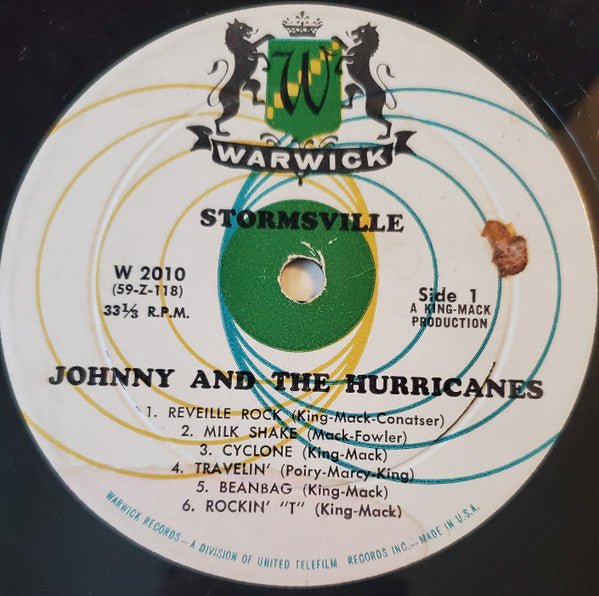 W
WARWICK
STORMSVILLE
W 2010
(59-Z-118)
33⅓ R.P.M.
Side 1
A KING-MACK
PRODUCTION
JOHNNY AND THE HURRICANES
1. REVEILLE ROCK (King-Mack-Conatser)
2. MILK SHAKE (Mack-Fowler)
3. CYCLONE (King-Mack)
4. TRAVELIN' (Poiry-Marcy-King)
5. BEANBAG (King-Mack)
6. ROCKIN' "T" (King-Mack)
WARWICK RECORDS—A DIVISION OF UNITED TELEFILM RECORDS INC.—MADE IN U.S.A.